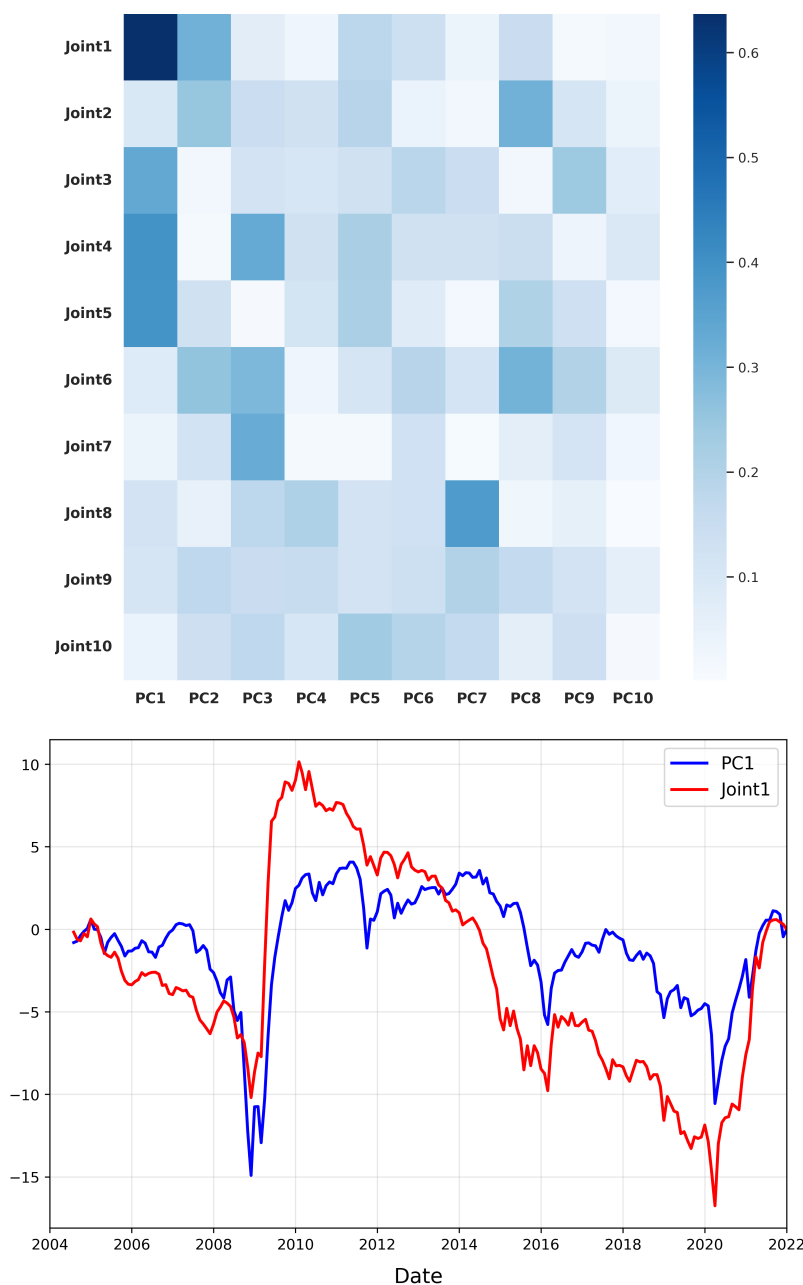 Joint1
Joint2
Joint3
Joint4
Joint5
Joint6
Joint7
Joint8
Joint9
Joint10
PC1 PC2 PC3 PC4 PC5 PC6 PC7 PC8 PC9 PC10
0.6
0.5
0.4
0.3
0.2
0.1
10
5
0
−5
−10
−15
2004 2006 2008 2010 2012 2014 2016 2018 2020 2022
Date
PC1
Joint1